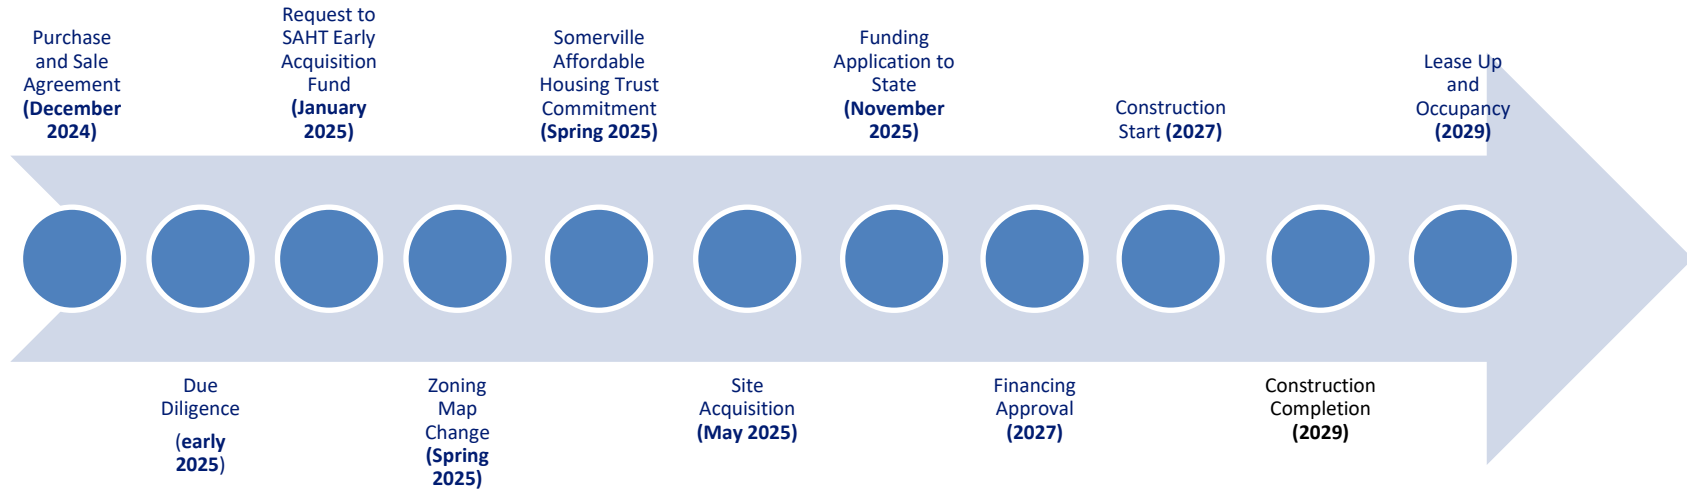 Purchase
and Sale
Agreement
(December
2024)
Due
Diligence
(early
2025)
Request to
SAHT Early
Acquisition
Fund
(January
2025)
Zoning
Map
Change
(Spring
2025)
Somerville
Affordable
Housing Trust
Commitment
(Spring 2025)
Site
Acquisition
(May 2025)
Funding
Application to
State
(November
2025)
Financing
Approval
(2027)
Construction
Start (2027)
Construction
Completion
(2029)
Lease Up
and
Occupancy
(2029)